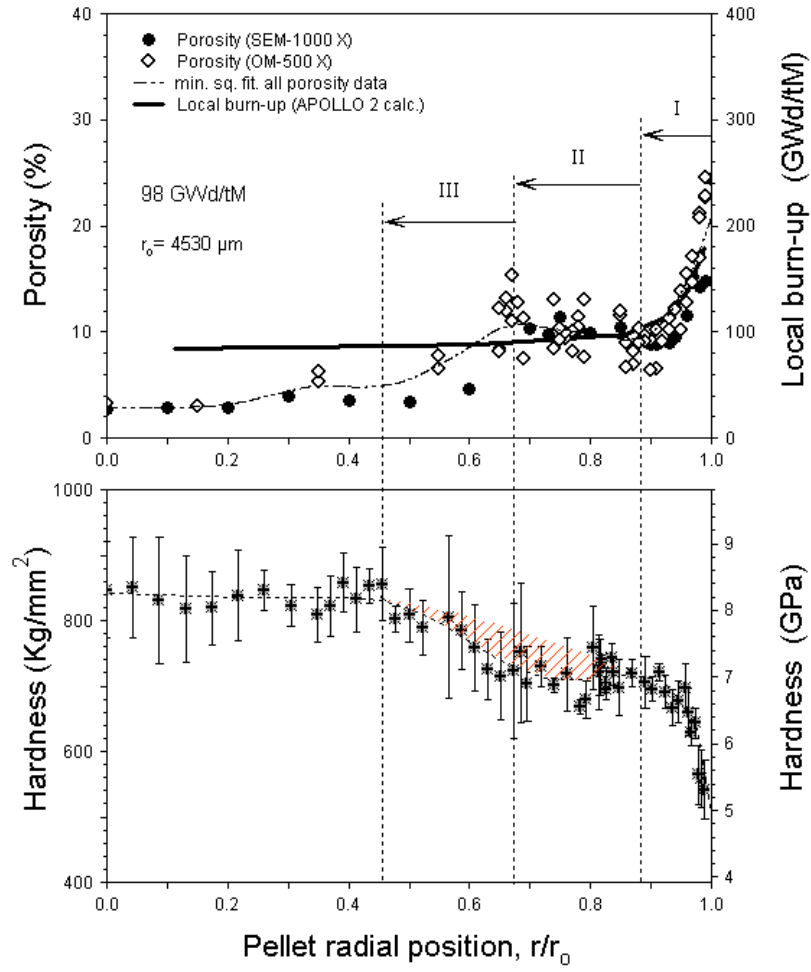 40
400
Porosity (SEM-1000 X)
Porosity (OM-500 X)
min. sq. fit. all porosity data
Local burn-up (APOLLO 2 calc.)
I
30
300
II
III
98 GWd/tM
20
200
rₒ= 4530 µm
10
100
0
0
0.0 0.2 0.4 0.6 0.8 1.0
Porosity (%)
Local burn-up (GWd/tM)
1000
9
800
8
7
600
6
5
400
4
0.0 0.2 0.4 0.6 0.8 1.0
Hardness (Kg/mm²)
Hardness (GPa)
Pellet radial position, r/rₒ